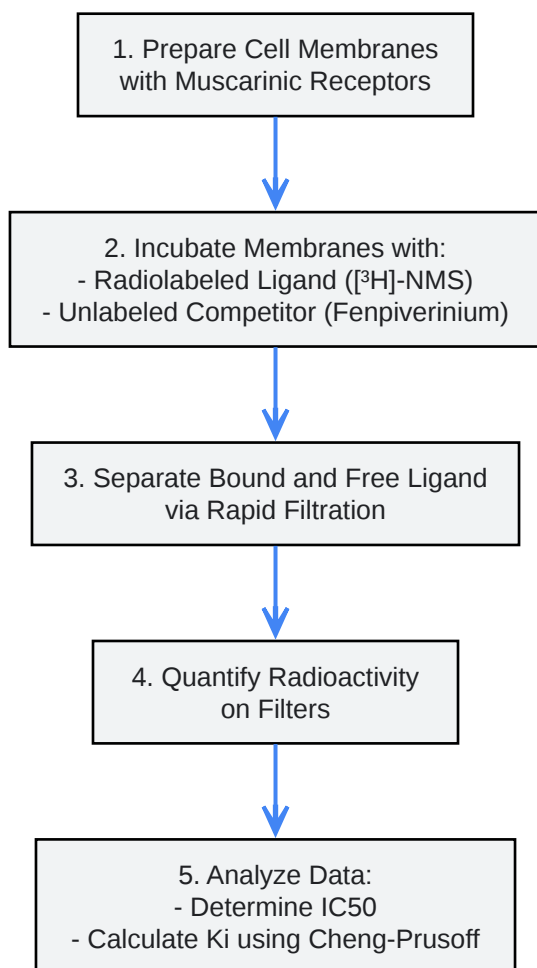 1. Prepare Cell Membranes
with Muscarinic Receptors
2. Incubate Membranes with:
- Radiolabeled Ligand ([³H]-NMS)
- Unlabeled Competitor (Fenpiverinium)
3. Separate Bound and Free Ligand
via Rapid Filtration
4. Quantify Radioactivity
on Filters
5. Analyze Data:
- Determine IC50
- Calculate Ki using Cheng-Prusoff